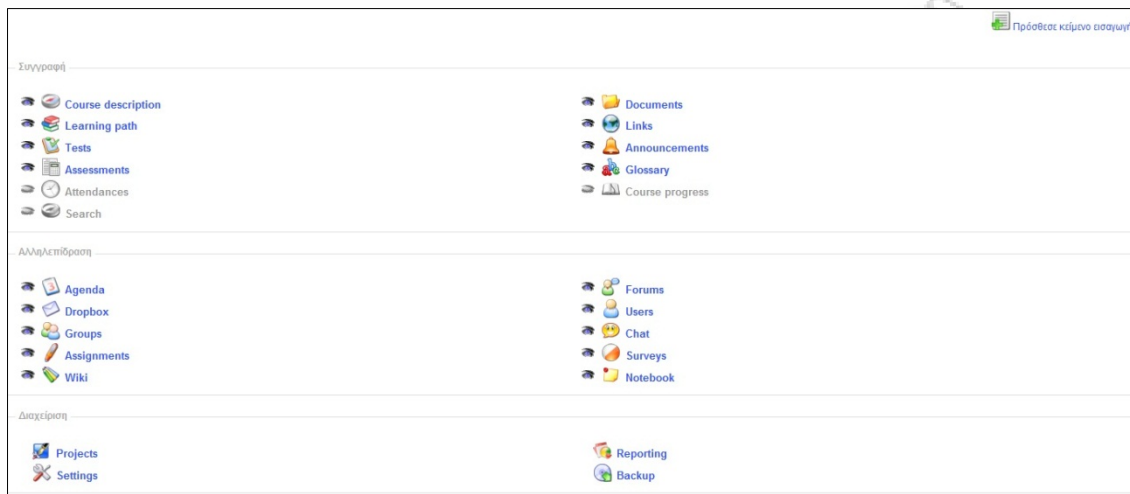 Πρόσθεσε κείμενο εισαγωγή
Συγγραφή
Course description
Documents
Learning path
Links
Tests
Announcements
Assessments
Glossary
Attendances
Course progress
Search
Αλληλεπίδραση
Agenda
Forums
Dropbox
Users
Groups
Chat
Assignments
Surveys
Wiki
Notebook
Διαχείριση
Projects
Reporting
Settings
Backup